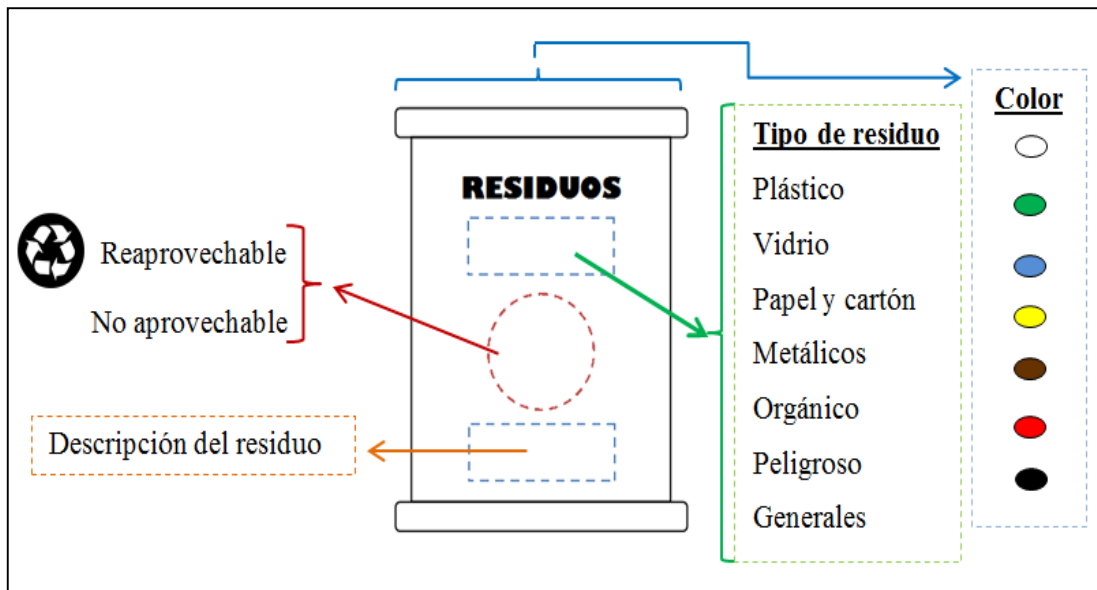 RESIDUOS
Reaprovechable
No aprovechable
Descripción del residuo
Tipo de residuo
Plástico
Vidrio
Papel y cartón
Metálicos
Orgánico
Peligroso
Generales
Color